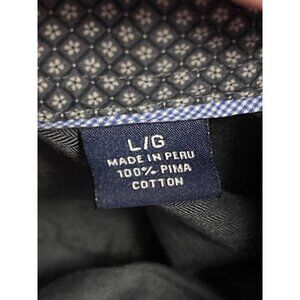 L/G
MADE IN PERU
100% PIMA
COTTON